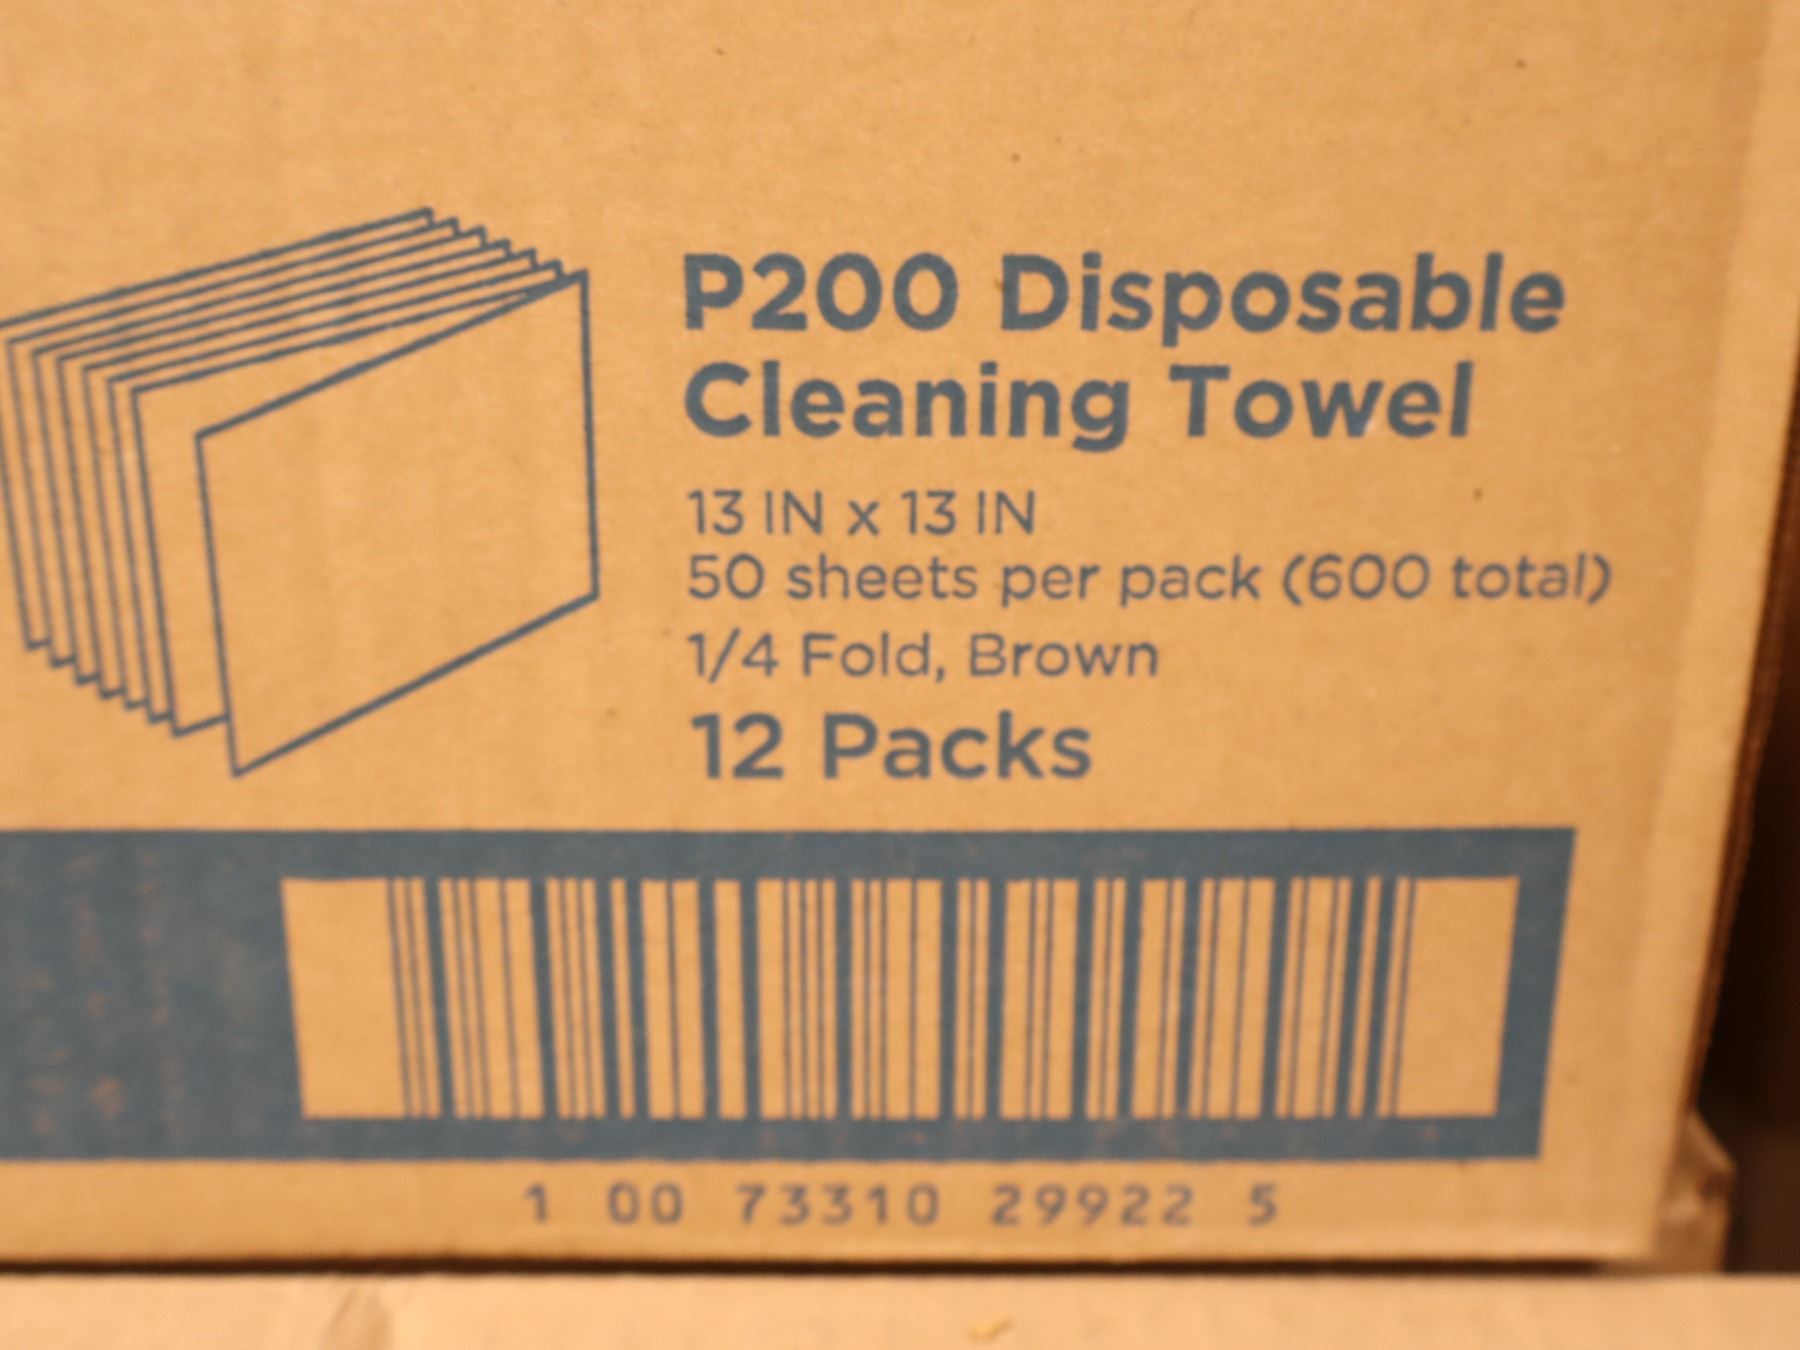 P200 Disposable
Cleaning Towel
13 IN x 13 IN
50 sheets per pack (600 total)
1/4 Fold, Brown
12 Packs
1 00 73310 29922 5